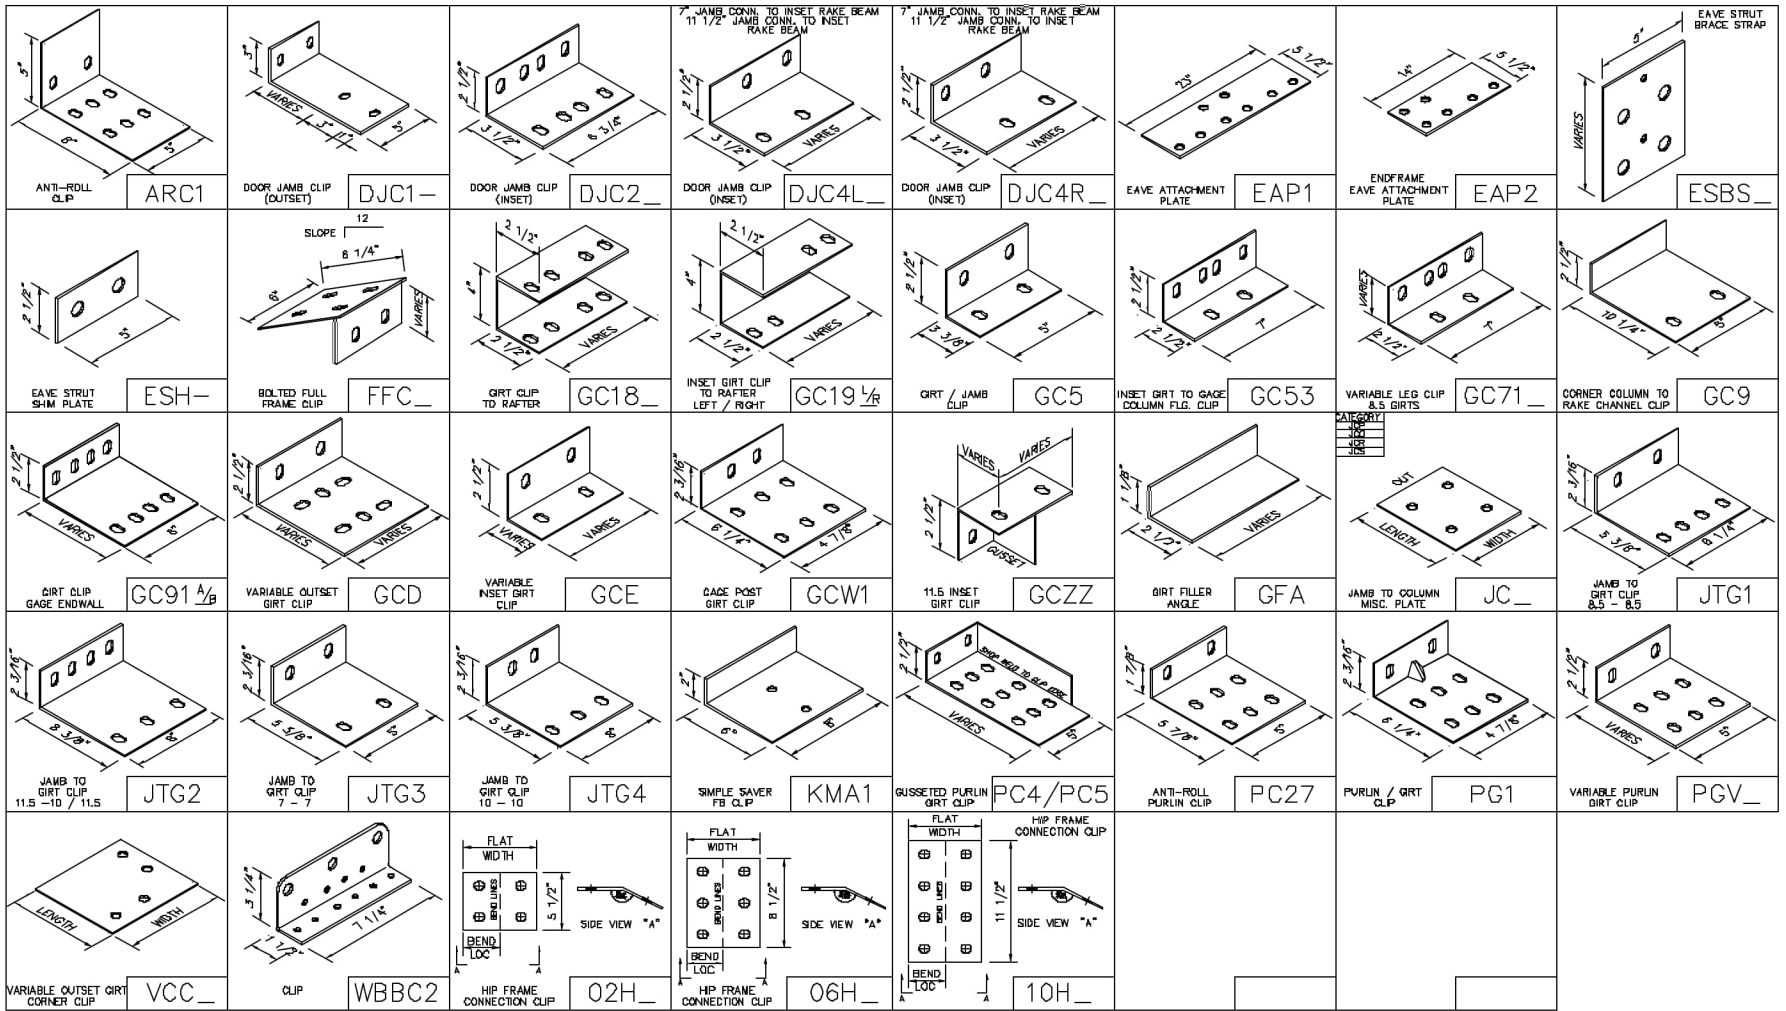 5"
8"
5"
ANTI-ROLL
CLIP
ARC1
3"
VARIES
3"
1"
5"
DOOR JAMB CLIP
(OUTSET)
DJC1-
2 1/2"
3 1/2"
6 3/4"
DOOR JAMB CLIP
(INSET)
DJC2_
7" JAMB CONN. TO INSET RAKE BEAM
11 1/2" JAMB CONN. TO INSET
RAKE BEAM
2 1/2"
3 1/2"
VARIES
DOOR JAMB CLIP
(INSET)
DJC4L_
7" JAMB CONN. TO INSET RAKE BEAM
11 1/2" JAMB CONN. TO INSET
RAKE BEAM
2 1/2"
3 1/2"
VARIES
DOOR JAMB CLIP
(INSET)
DJC4R_
23"
5 1/2"
EAVE ATTACHMENT
PLATE
EAP1
14"
5 1/2"
ENDFRAME
EAVE ATTACHMENT
PLATE
EAP2
EAVE STRUT
BRACE STRAP
5"
VARIES
ESBS_
2 1/2"
5"
EAVE STRUT
SHIM PLATE
ESH-
12
SLOPE
6 1/4"
6"
VARIES
BOLTED FULL
FRAME CLIP
FFC_
2 1/2"
4"
2 1/2"
VARIES
GIRT CLIP
TO RAFTER
GC18_
2 1/2"
4"
2 1/2"
VARIES
INSET GIRT CLIP
TO RAFTER
LEFT / RIGHT
GC19 L/R
2 1/2"
3 3/8"
5"
GIRT / JAMB
CLIP
GC5
2 1/2"
2 1/2"
7"
INSET GIRT TO GAGE
COLUMN FLG. CLIP
GC53
VARIES
2 1/2"
7"
VARIABLE LEG CLIP
8.5 GIRTS
GC71_
2 1/2"
10 1/4"
5"
CORNER COLUMN TO
RAKE CHANNEL CLIP
GC9
2 1/2"
VARIES
8"
GIRT CLIP
GAGE ENDWALL
GC91 A/B
2 1/2"
VARIES
VARIES
VARIABLE OUTSET
GIRT CLIP
GCD
2 1/2"
VARIES
VARIES
VARIABLE
INSET GIRT
CLIP
GCE
2 3/16"
6 1/4"
4 7/8"
GAGE POST
GIRT CLIP
GCW1
VARIES
VARIES
2 1/2"
GUSSET
11.5 INSET
GIRT CLIP
GCZZ
1 1/8"
2 1/2"
VARIES
GIRT FILLER
ANGLE
GFA
CATEGORY
JCS
OUT
LENGTH
WIDTH
JAMB TO COLUMN
MISC. PLATE
JC_
2 3/16"
5 3/8"
8 1/4"
JAMB TO
GIRT CLIP
8.5 - 8.5
JTG1
2 3/16"
8 3/8"
8"
JAMB TO
GIRT CLIP
11.5 -10 / 11.5
JTG2
2 3/16"
5 5/8"
5"
JAMB TO
GIRT CLIP
7 - 7
JTG3
2 3/16"
5 3/8"
8"
JAMB TO
GIRT CLIP
10 - 10
JTG4
2"
6"
8"
SIMPLE SAVER
FB CLIP
KMA1
2 1/2"
SHOP WELD TO CLIP EDGE
VARIES
5"
GUSSETED PURLIN
GIRT CLIP
PC4/PC5
1 7/8"
5 7/8"
5"
ANTI-ROLL
PURLIN CLIP
PC27
2 3/16"
6 1/4"
4 7/8"
PURLIN / GIRT
CLIP
PG1
2 1/2"
VARIES
5"
VARIABLE PURLIN
GIRT CLIP
PGV_
LENGTH
WIDTH
VARIABLE OUTSET GIRT
CORNER CLIP
VCC_
3 1/4"
1 1/2"
7 1/4"
CLIP
WBBC2
FLAT
WIDTH
BEND LINES
5 1/2"
SIDE VIEW "A"
BEND
LOC
A
A
HIP FRAME
CONNECTION CLIP
02H_
FLAT
WIDTH
BEND LINES
8 1/2"
SIDE VIEW "A"
BEND
LOC
A
A
HIP FRAME
CONNECTION CLIP
06H_
FLAT
WIDTH
HIP FRAME
CONNECTION CLIP
BEND LINES
11 1/2"
SIDE VIEW "A"
BEND
LOC
A
A
10H_